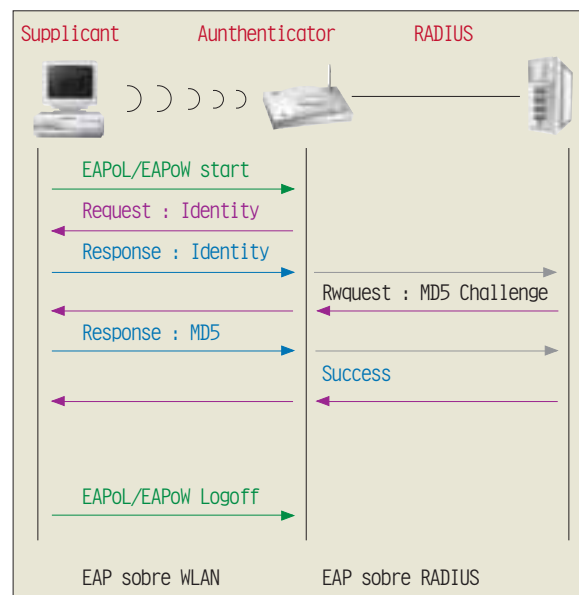 Supplicant Aunthenticator RADIUS
EAPoL/EAPoW start
Request : Identity
Response : Identity
Rwquest : MD5 Challenge
Response : MD5
Success
EAPoL/EAPoW Logoff
EAP sobre WLAN EAP sobre RADIUS